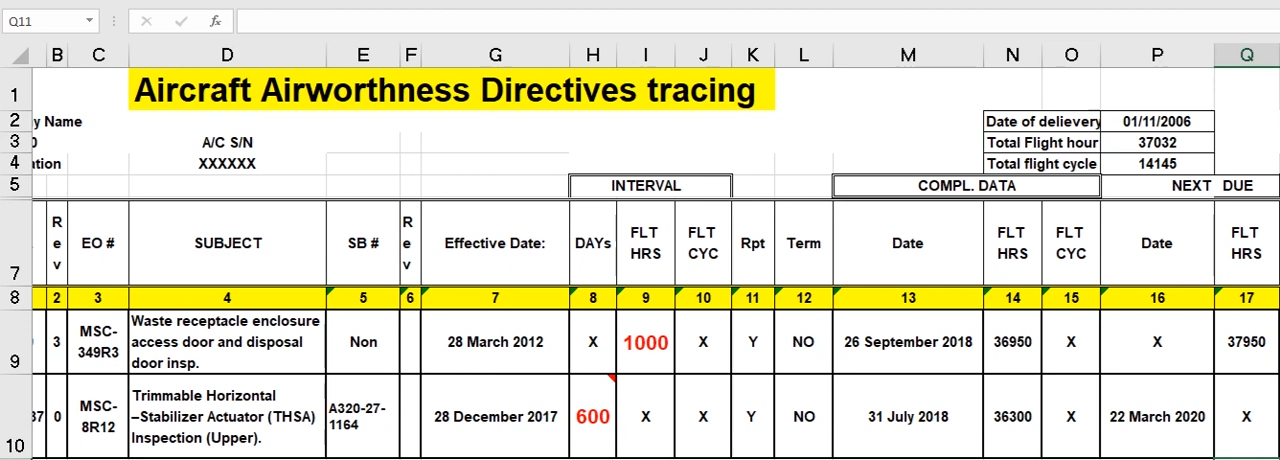 Q11
fx
B C D E F G H I J K L M N O P Q
1 Aircraft Airworthness Directives tracing
2 y Name Date of delievery 01/11/2006
3 0 A/C S/N Total Flight hour 37032
4 ation XXXXXX Total flight cycle 14145
5 INTERVAL COMPL. DATA NEXT DUE
7 Rev EO # SUBJECT SB # Rev Effective Date: DAYs FLT HRS FLT CYC Rpt Term Date FLT HRS FLT CYC Date FLT HRS
8 2 3 4 5 6 7 8 9 10 11 12 13 14 15 16 17
9 3 MSC-349R3 Waste receptacle enclosure access door and disposal door insp. Non 28 March 2012 X 1000 X Y NO 26 September 2018 36950 X X 37950
10 37 0 MSC-8R12 Trimmable Horizontal –Stabilizer Actuator (THSA) Inspection (Upper). A320-27-1164 28 December 2017 600 X X Y NO 31 July 2018 36300 X 22 March 2020 X